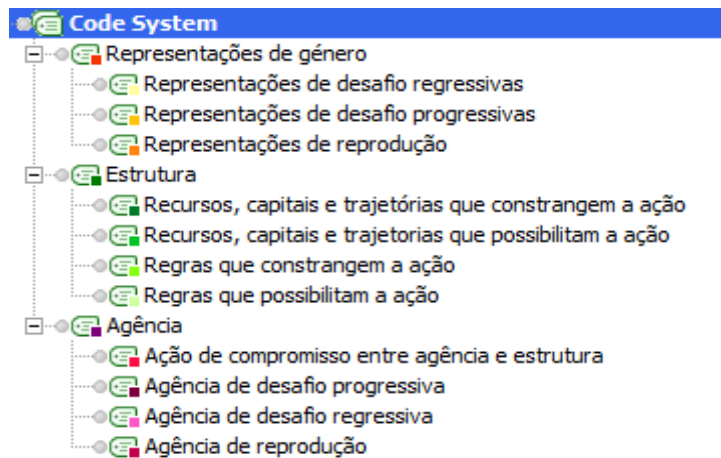 Code System
Representações de género
Representações de desafio regressivas
Representações de desafio progressivas
Representações de reprodução
Estrutura
Recursos, capitais e trajetórias que constrangem a ação
Recursos, capitais e trajetorias que possibilitam a ação
Regras que constrangem a ação
Regras que possibilitam a ação
Agência
Ação de compromisso entre agência e estrutura
Agência de desafio progressiva
Agência de desafio regressiva
Agência de reprodução